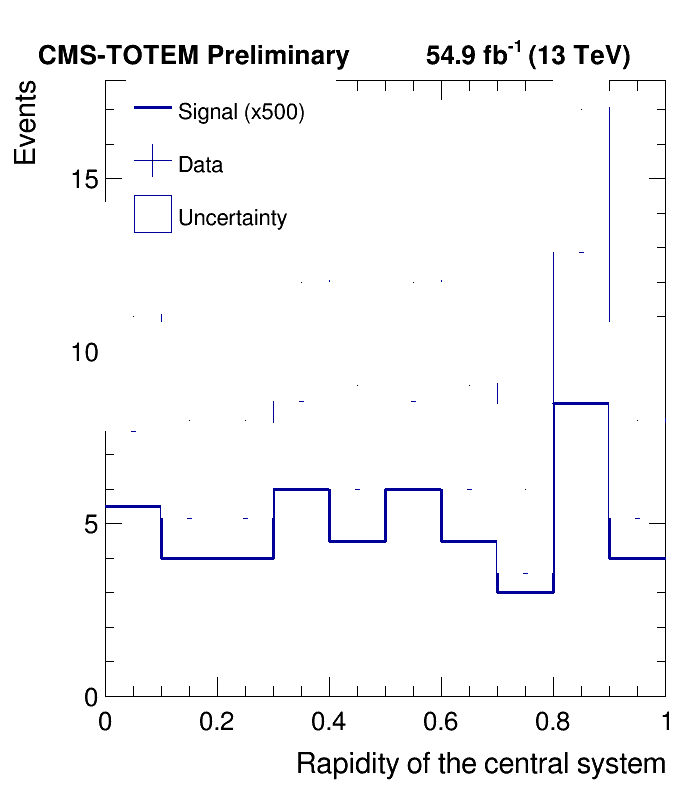 CMS-TOTEM Preliminary 54.9 fb-1 (13 TeV)
Events
Signal (x500)
Data
Uncertainty
15
10
5
0
0 0.2 0.4 0.6 0.8 1
Rapidity of the central system